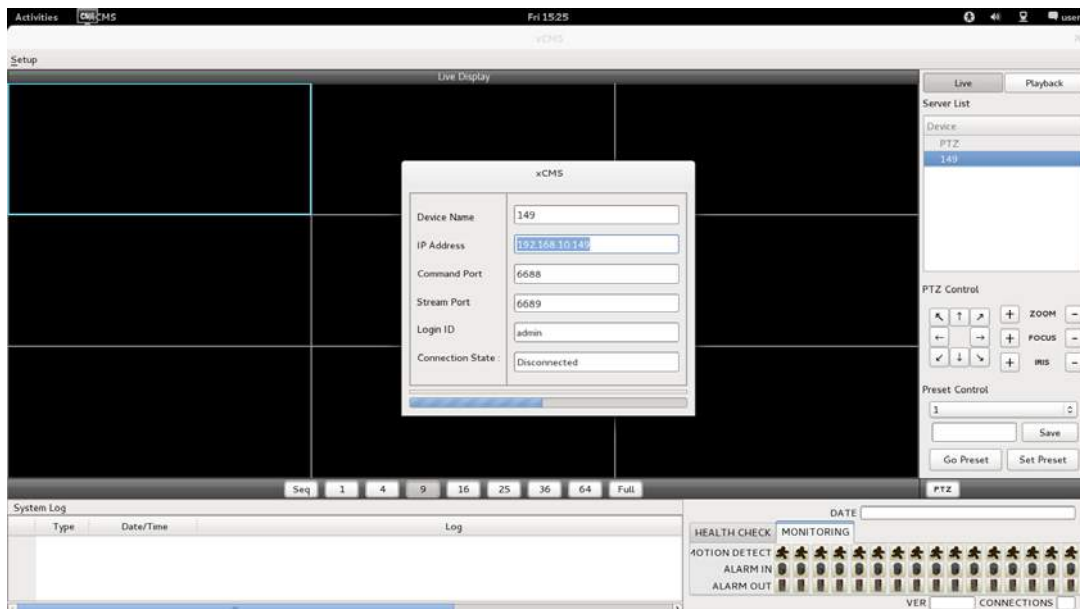 Activities CMS xCMS Fri 15:25 user
xCMS
Setup
Live Display
Live Playback
Server List
Device
PTZ
149
xCMS
Device Name 149
IP Address 192.168.10.149
Command Port 6688
Stream Port 6689
Login ID admin
Connection State : Disconnected
PTZ Control
+ ZOOM -
+ FOCUS -
+ IRIS -
Preset Control
1
Save
Go Preset Set Preset
Seq 1 4 9 16 25 36 64 Full
PTZ
System Log
Type Date/Time Log
DATE
HEALTH CHECK MONITORING
MOTION DETECT
ALARM IN
ALARM OUT
VER CONNECTIONS